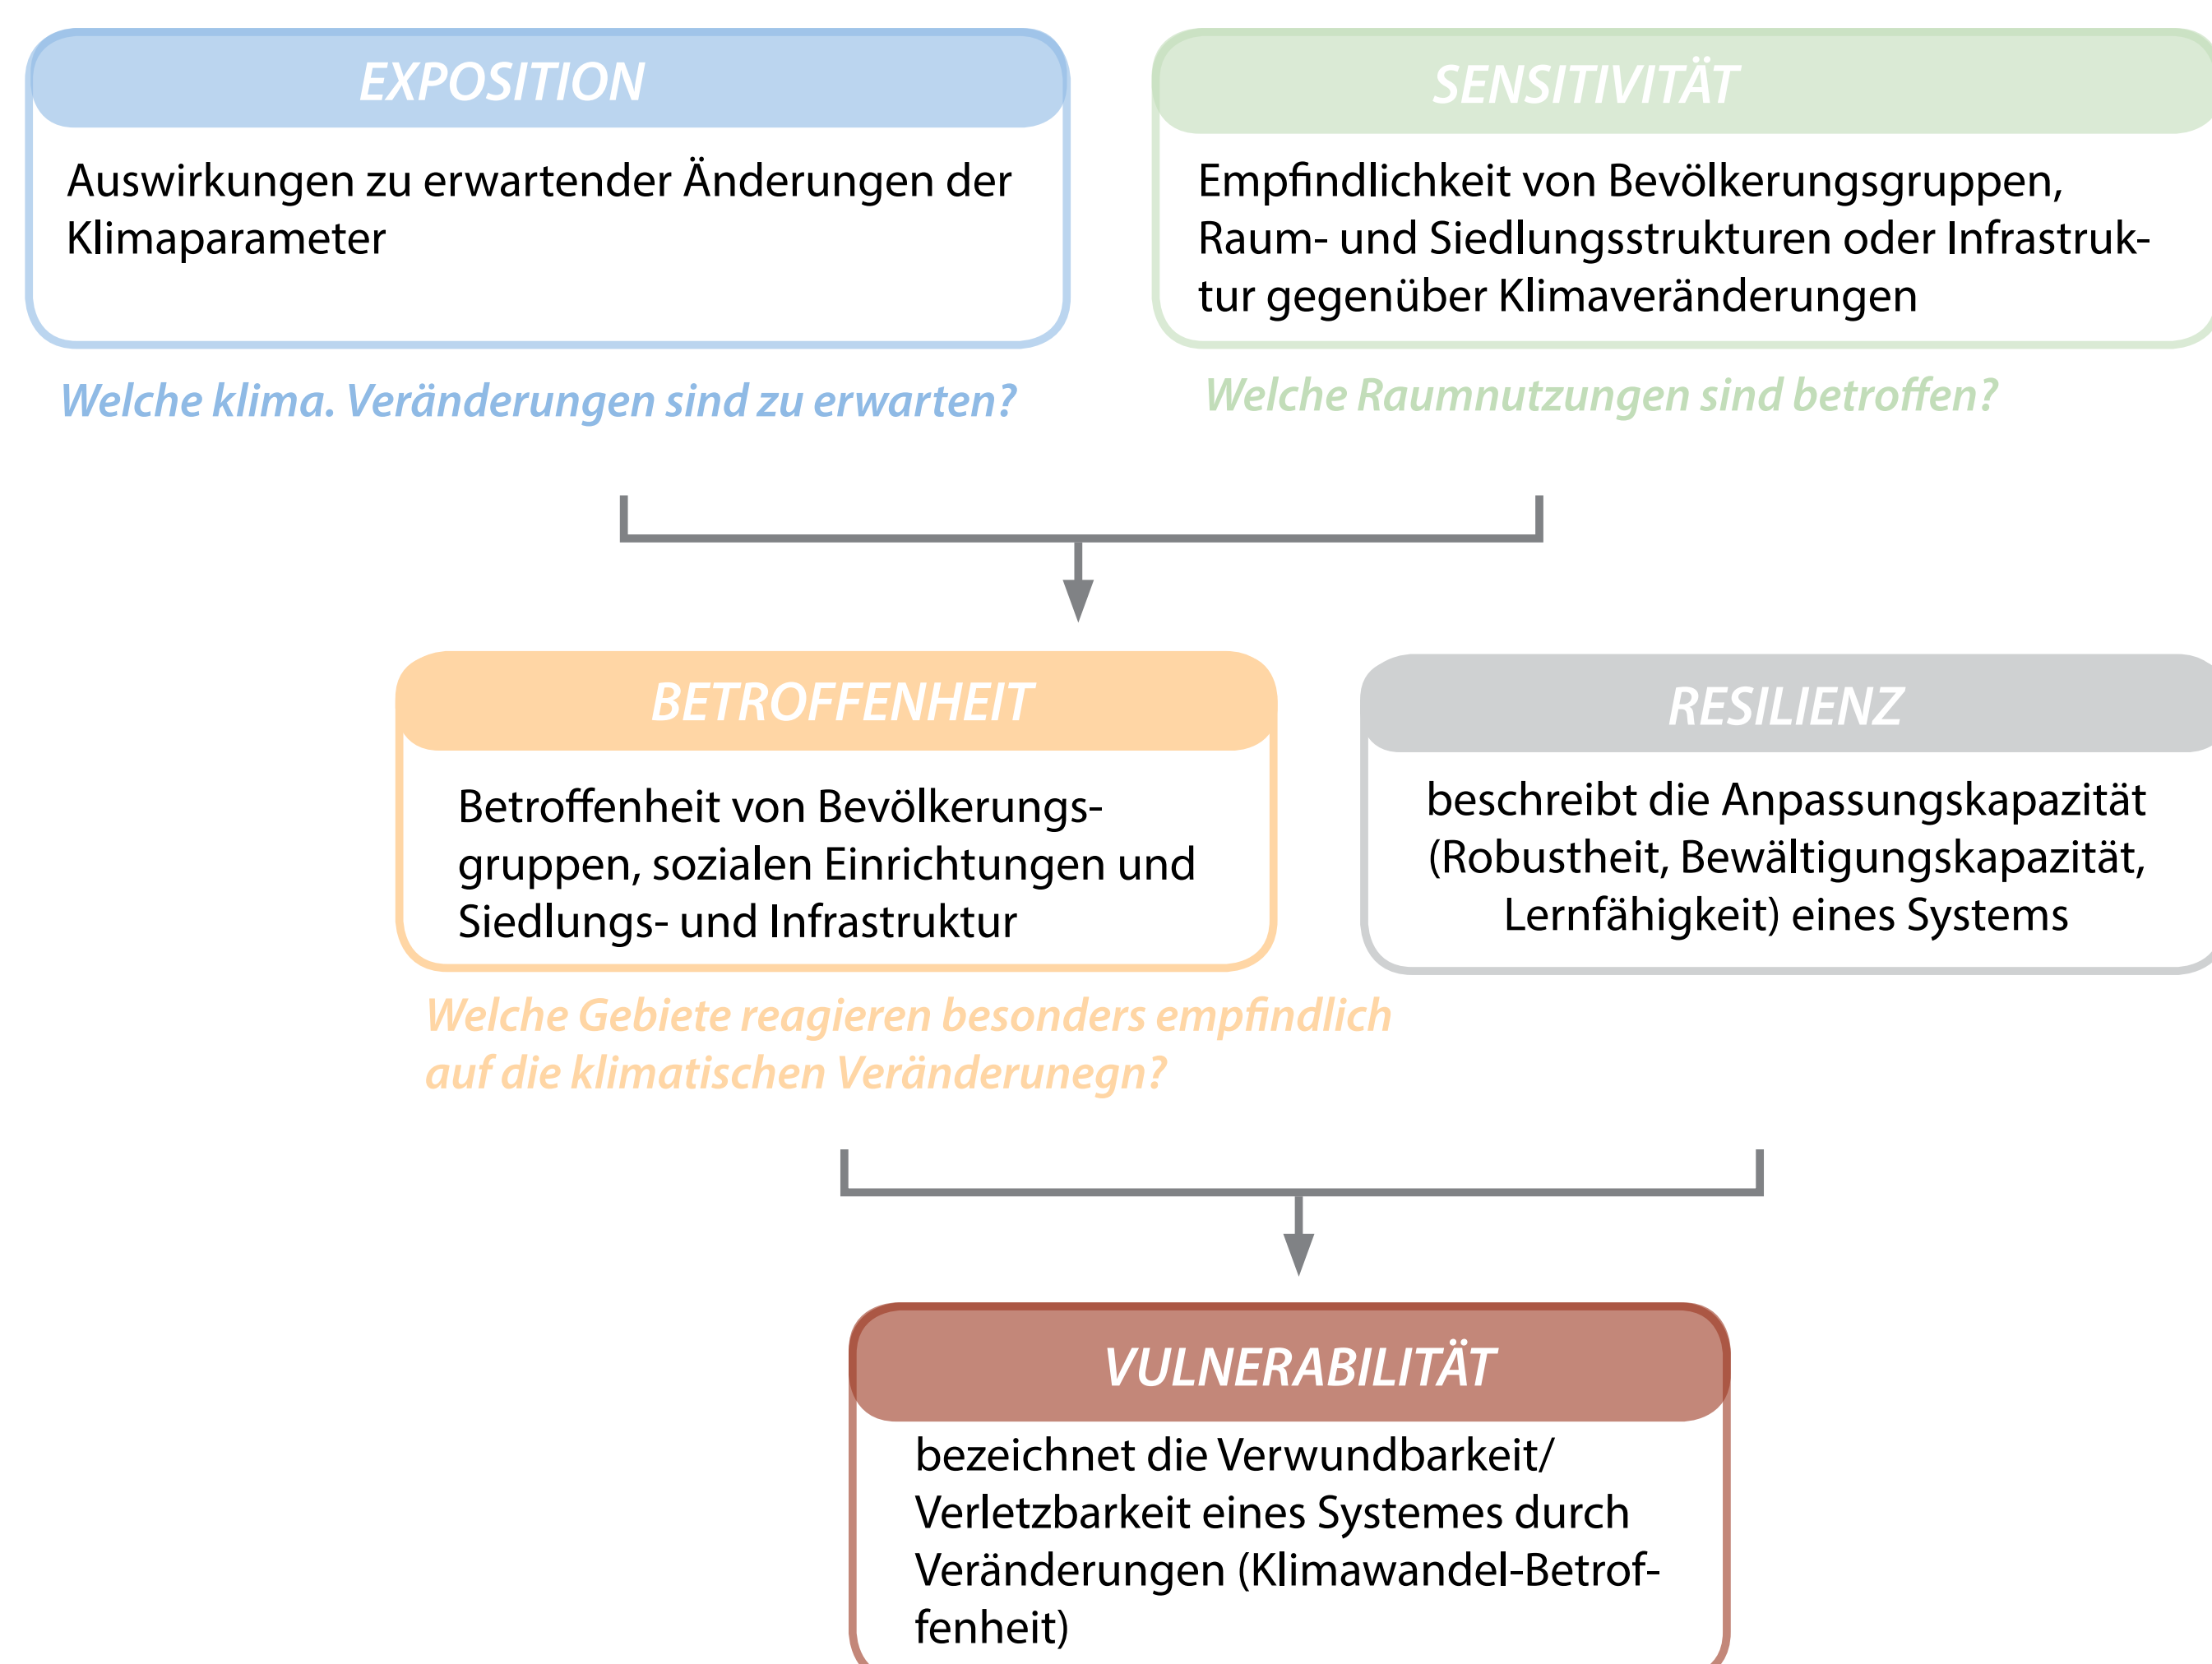 EXPOSITION
Auswirkungen zu erwartender Änderungen der
Klimaparameter
Welche klima. Veränderungen sind zu erwarten?
SENSITIVITÄT
Empfindlichkeit von Bevölkerungsgruppen,
Raum- und Siedlungsstrukturen oder Infrastruk-
tur gegenüber Klimaveränderungen
Welche Raumnutzungen sind betroffen?
BETROFFENHEIT
Betroffenheit von Bevölkerungs-
gruppen, sozialen Einrichtungen und
Siedlungs- und Infrastruktur
Welche Gebiete reagieren besonders empfindlich
auf die klimatischen Veränderunegn?
RESILIENZ
beschreibt die Anpassungskapazität
(Robustheit, Bewältigungskapazität,
Lernfähigkeit) eines Systems
VULNERABILITÄT
bezeichnet die Verwundbarkeit/
Verletzbarkeit eines Systemes durch
Veränderungen (Klimawandel-Betrof-
fenheit)